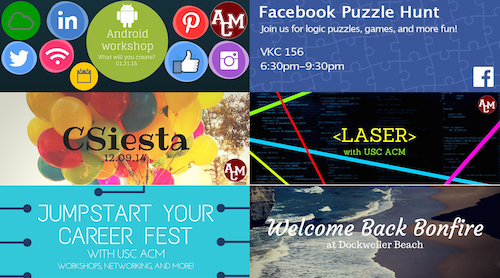 Android
workshop
What will you create?
01.21.15
ACM
Facebook Puzzle Hunt
Join us for logic puzzles, games, and more fun!
VKC 156
6:30pm–9:30pm
CSiesta
12.09.14
ACM
<LASER>
with USC ACM
ACM
JUMPSTART YOUR
CAREER FEST
WITH USC ACM
WORKSHOPS, NETWORKING, AND MORE!
Welcome Back Bonfire
at Dockweiler Beach